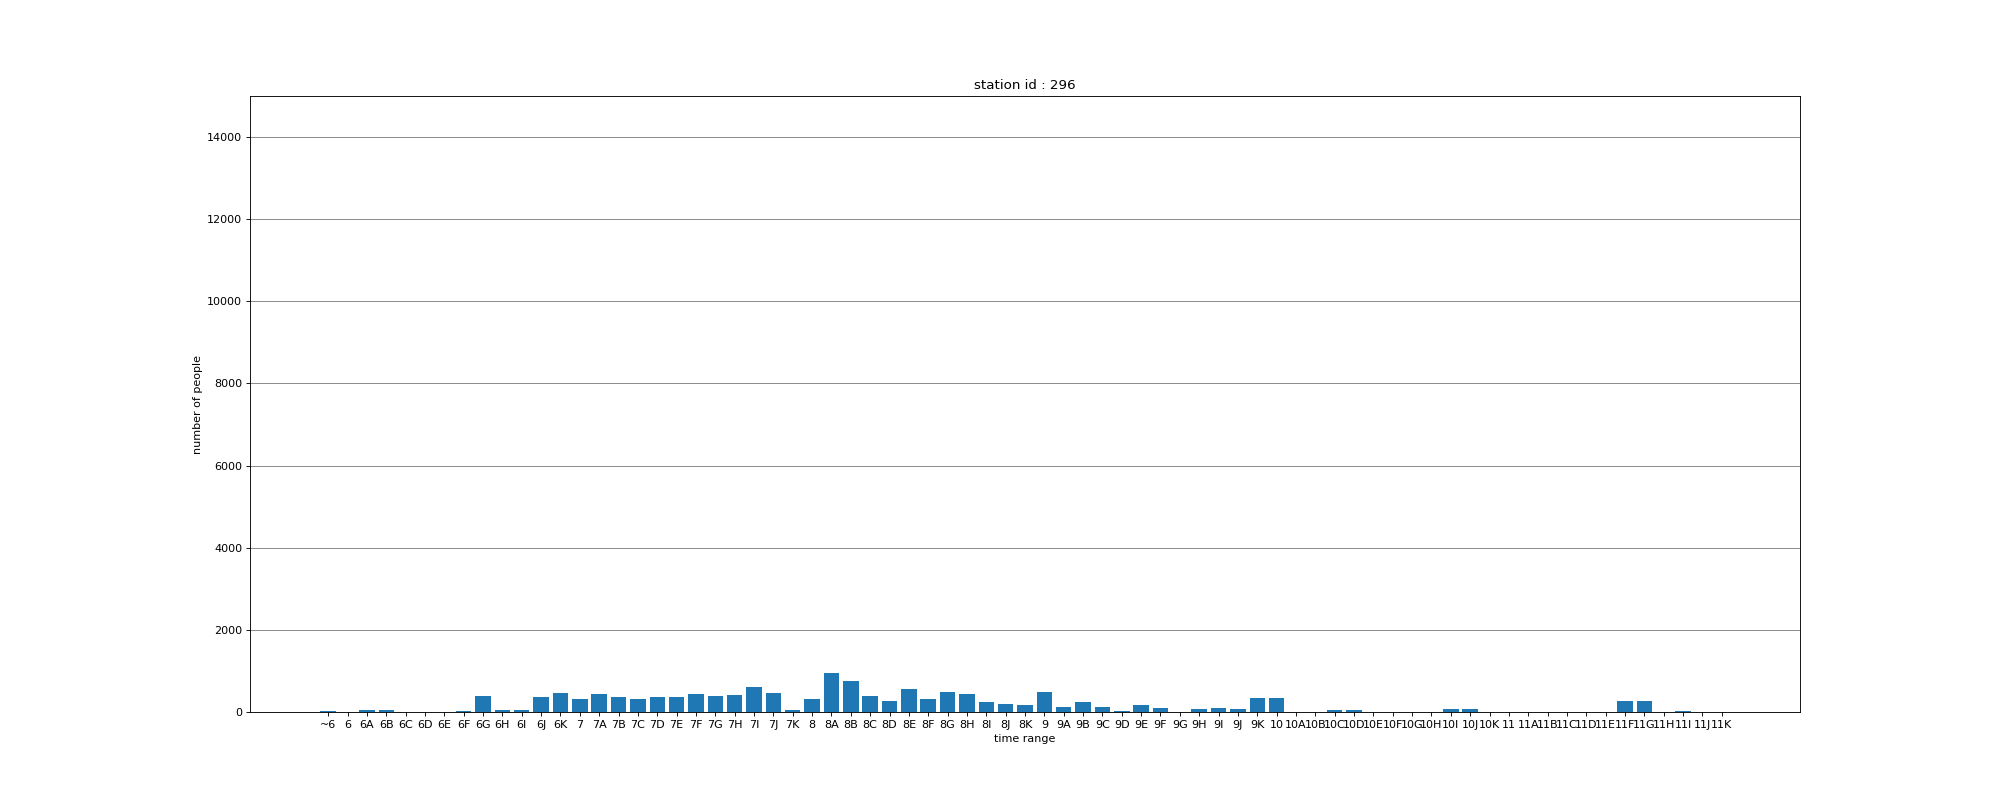 station id : 296
14000
12000
10000
8000
6000
4000
2000
0
number of people
~6 6 6A 6B 6C 6D 6E 6F 6G 6H 6I 6J 6K 7 7A 7B 7C 7D 7E 7F 7G 7H 7I 7J 7K 8 8A 8B 8C 8D 8E 8F 8G 8H 8I 8J 8K 9 9A 9B 9C 9D 9E 9F 9G 9H 9I 9J 9K 10 10A 10B 10C 10D 10E 10F 10G 10H 10I 10J 10K 11 11A 11B 11C 11D 11E 11F 11G 11H 11I 11J 11K
time range